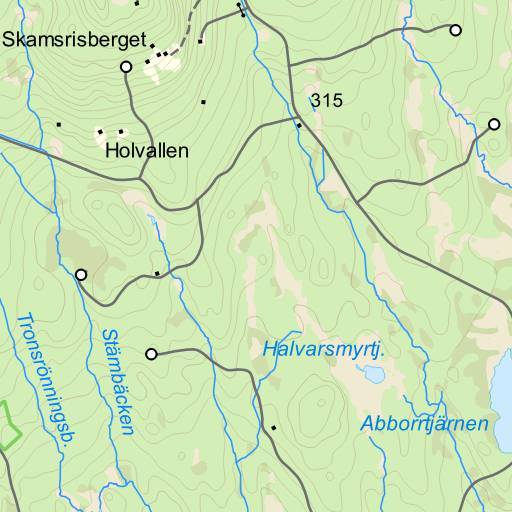 Skamsrisberget
315
Holvallen
Tronsrönningsb.
Stämbäcken
Halvarsmyrtj.
Abborrtjärnen